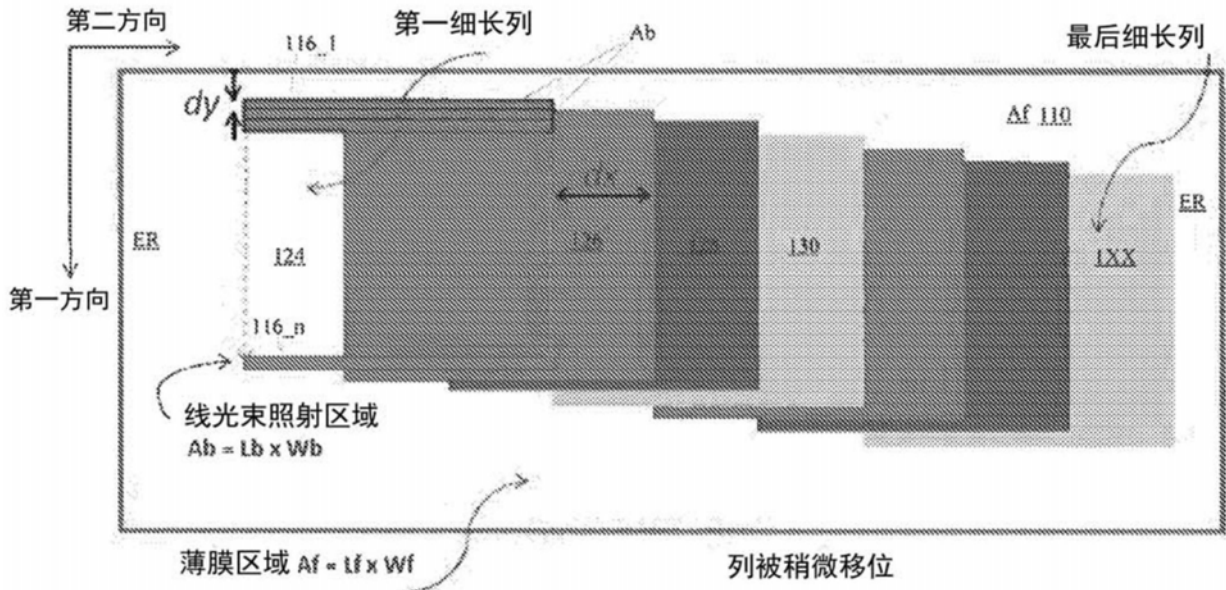 第二方向
第一细长列
最后细长列
116_1
Ab
dy
Af 110
dx
ER
ER
124
126
128
130
1XX
第一方向
116_n
线光束照射区域
Ab = Lb x Wb
薄膜区域 Af = Lf x Wf
列被稍微移位